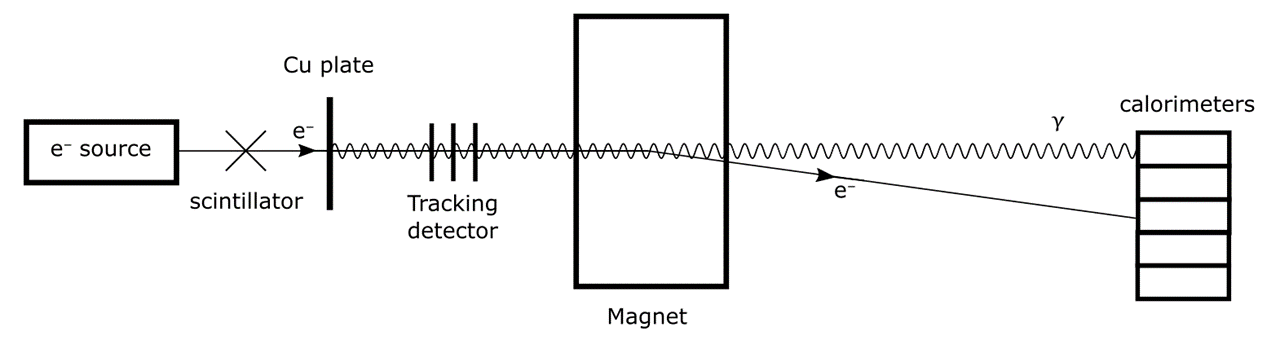 Cu plate
calorimeters
γ
e⁻
e⁻ source
scintillator
Tracking
detector
e⁻
Magnet